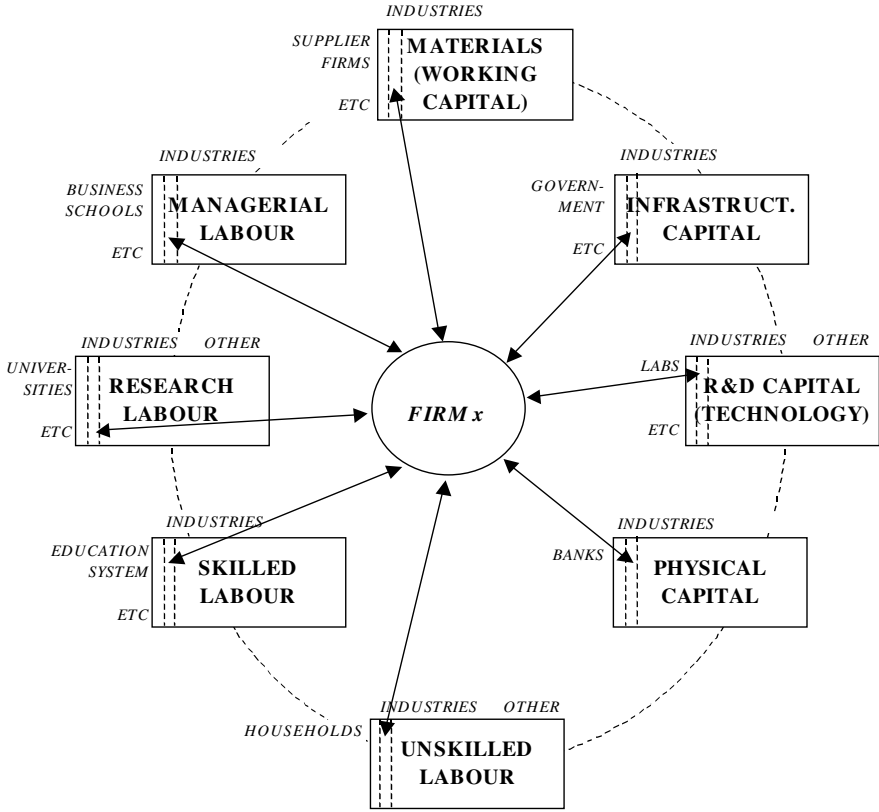 INDUSTRIES
SUPPLIER
FIRMS
ETC
MATERIALS
(WORKING
CAPITAL)
INDUSTRIES
BUSINESS
SCHOOLS
ETC
MANAGERIAL
LABOUR
INDUSTRIES
GOVERN-
MENT
ETC
INFRASTRUCT.
CAPITAL
INDUSTRIES OTHER
UNIVER-
SITIES
ETC
RESEARCH
LABOUR
FIRM x
INDUSTRIES OTHER
LABS
ETC
R&D CAPITAL
(TECHNOLOGY)
INDUSTRIES
EDUCATION
SYSTEM
ETC
SKILLED
LABOUR
INDUSTRIES
BANKS
PHYSICAL
CAPITAL
INDUSTRIES OTHER
HOUSEHOLDS
UNSKILLED
LABOUR